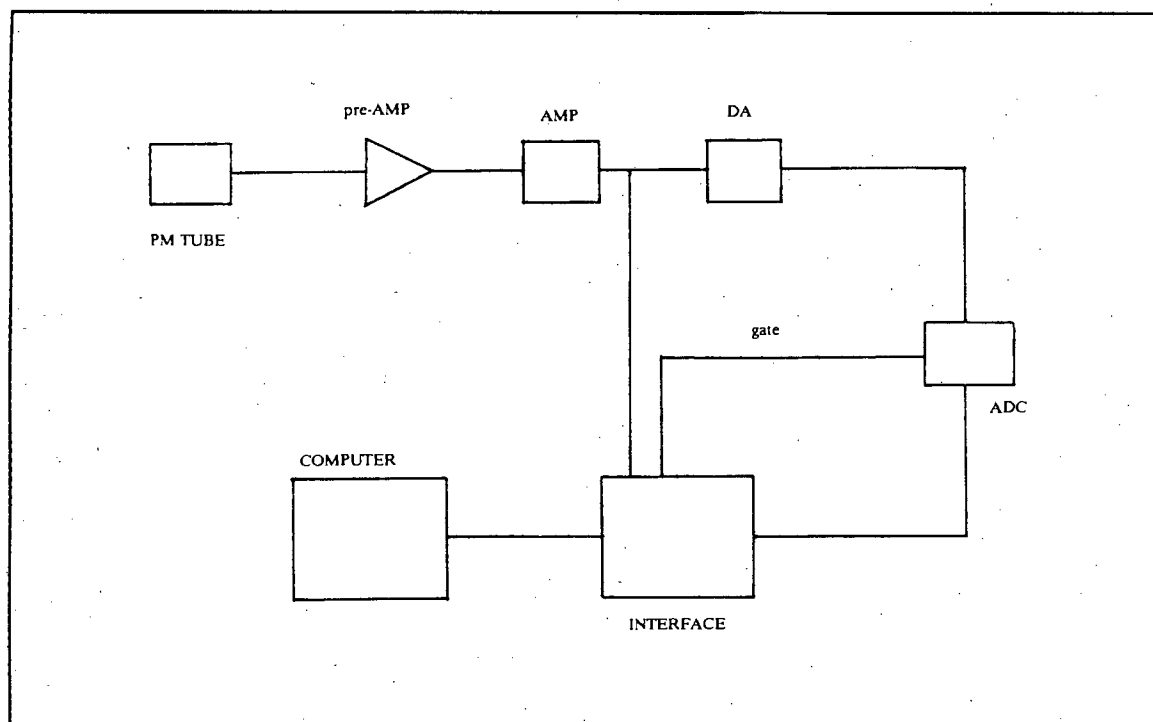 pre-AMP
AMP
DA
PM TUBE
gate
ADC
COMPUTER
INTERFACE